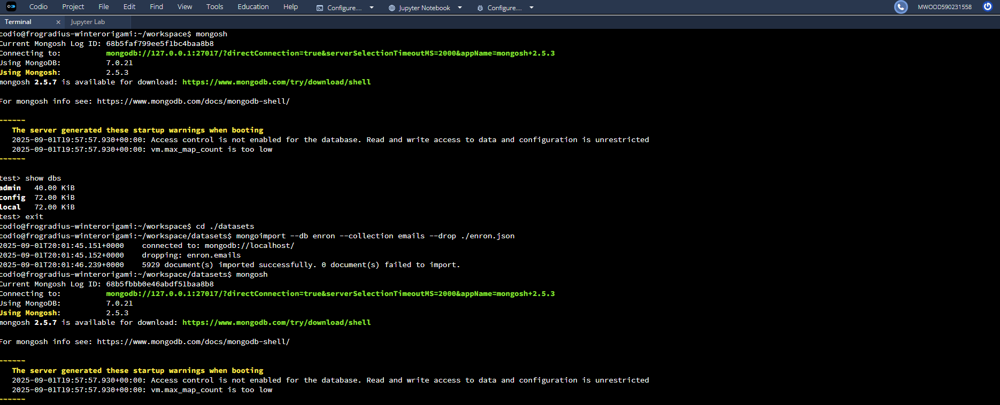 Codio Project File Edit Find View Tools Education Help Configure.... Jupyter Notebook Configure.... MWOOD590231558
Terminal × Jupyter Lab
codio@frogradius-winterorigami:~/workspace$ mongosh
Current Mongosh Log ID: 68b5faf799ee5f1bc4baa8b8
Connecting to: mongodb://127.0.0.1:27017/?directConnection=true&serverSelectionTimeoutMS=2000&appName=mongosh+2.5.3
Using MongoDB: 7.0.21
Using Mongosh: 2.5.3
mongosh 2.5.7 is available for download: https://www.mongodb.com/try/download/shell
For mongosh info see: https://www.mongodb.com/docs/mongodb-shell/
------
The server generated these startup warnings when booting
2025-09-01T19:57:57.930+00:00: Access control is not enabled for the database. Read and write access to data and configuration is unrestricted
2025-09-01T19:57:57.930+00:00: vm.max_map_count is too low
------
test> show dbs
admin 40.00 KiB
config 72.00 KiB
local 72.00 KiB
test> exit
codio@frogradius-winterorigami:~/workspace$ cd ./datasets
codio@frogradius-winterorigami:~/workspace/datasets$ mongoimport --db enron --collection emails --drop ./enron.json
2025-09-01T20:01:45.151+0000 connected to: mongodb://localhost/
2025-09-01T20:01:45.152+0000 dropping: enron.emails
2025-09-01T20:01:46.239+0000 5929 document(s) imported successfully. 0 document(s) failed to import.
codio@frogradius-winterorigami:~/workspace/datasets$ mongosh
Current Mongosh Log ID: 68b5fbbb0e46abdf51baa8b8
Connecting to: mongodb://127.0.0.1:27017/?directConnection=true&serverSelectionTimeoutMS=2000&appName=mongosh+2.5.3
Using MongoDB: 7.0.21
Using Mongosh: 2.5.3
mongosh 2.5.7 is available for download: https://www.mongodb.com/try/download/shell
For mongosh info see: https://www.mongodb.com/docs/mongodb-shell/
------
The server generated these startup warnings when booting
2025-09-01T19:57:57.930+00:00: Access control is not enabled for the database. Read and write access to data and configuration is unrestricted
2025-09-01T19:57:57.930+00:00: vm.max_map_count is too low
------